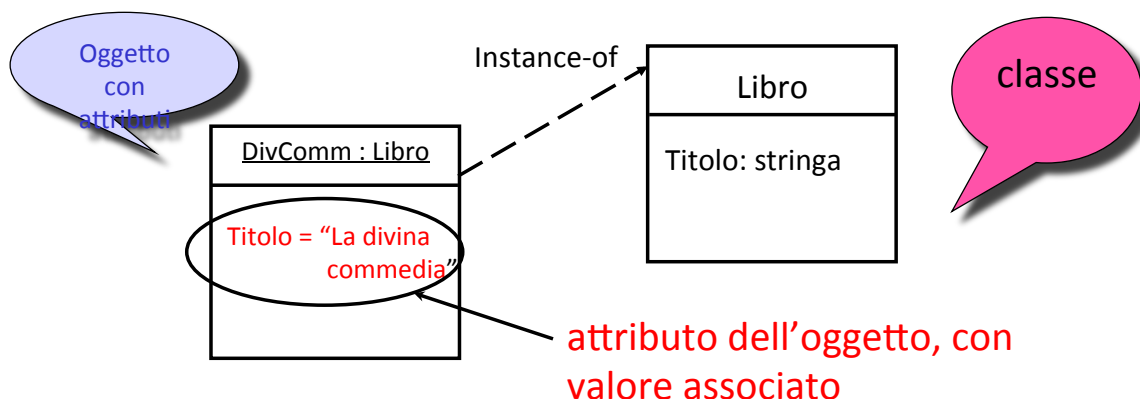 Oggetto
con
attributi
Instance-of
Libro
classe
DivComm : Libro
Titolo: stringa
Titolo = “La divina
commedia”
attributo dell’oggetto, con
valore associato